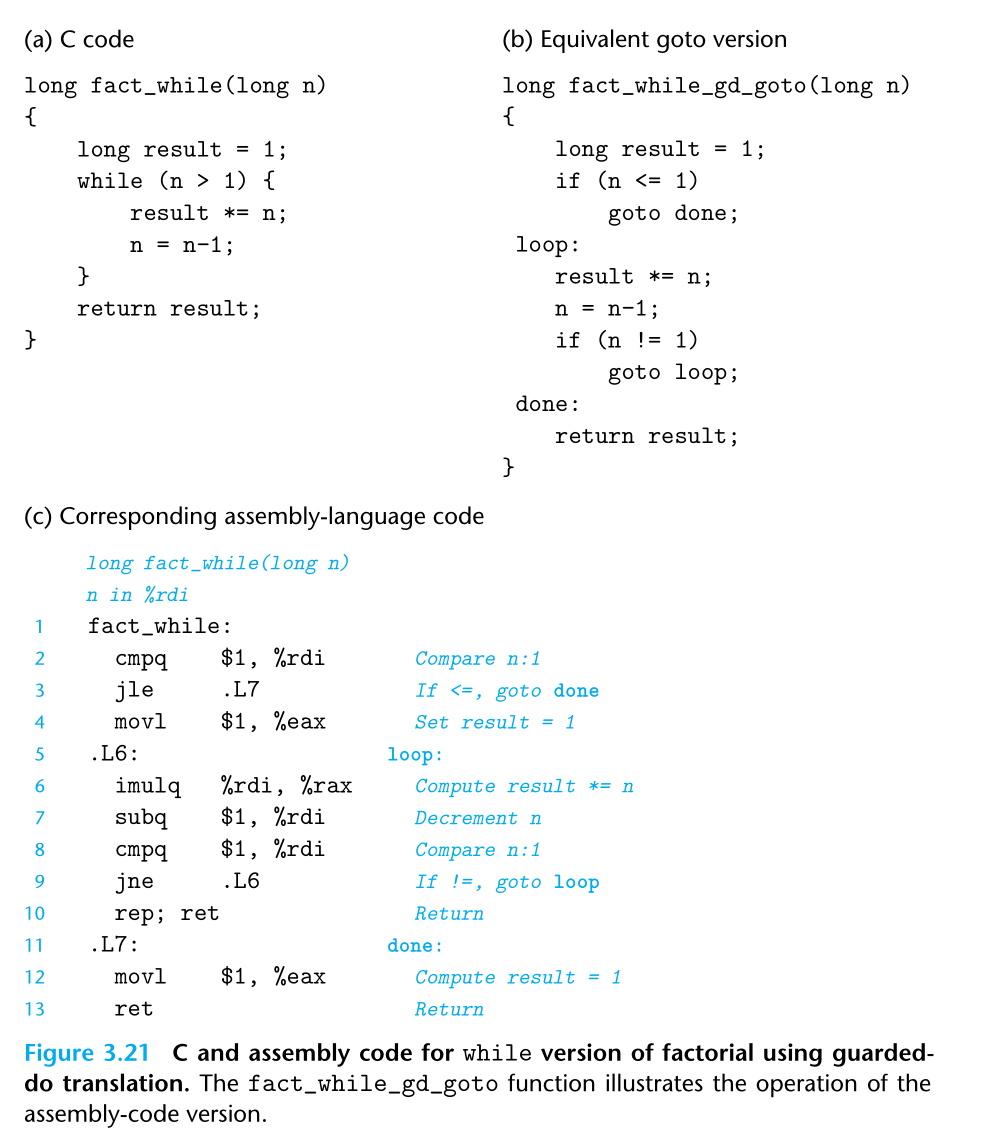 (a) C code
long fact_while(long n)
{
    long result = 1;
    while (n > 1) {
        result *= n;
        n = n-1;
    }
    return result;
}
(b) Equivalent goto version
long fact_while_gd_goto(long n)
{
    long result = 1;
    if (n <= 1)
        goto done;
 loop:
    result *= n;
    n = n-1;
    if (n != 1)
        goto loop;
 done:
    return result;
}
(c) Corresponding assembly-language code
long fact_while(long n)
n in %rdi
1 fact_while:
2 cmpq $1, %rdi Compare n:1
3 jle .L7 If <=, goto done
4 movl $1, %eax Set result = 1
5 .L6: loop:
6 imulq %rdi, %rax Compute result *= n
7 subq $1, %rdi Decrement n
8 cmpq $1, %rdi Compare n:1
9 jne .L6 If !=, goto loop
10 rep; ret Return
11 .L7: done:
12 movl $1, %eax Compute result = 1
13 ret Return
Figure 3.21 C and assembly code for while version of factorial using guarded-
do translation. The fact_while_gd_goto function illustrates the operation of the
assembly-code version.